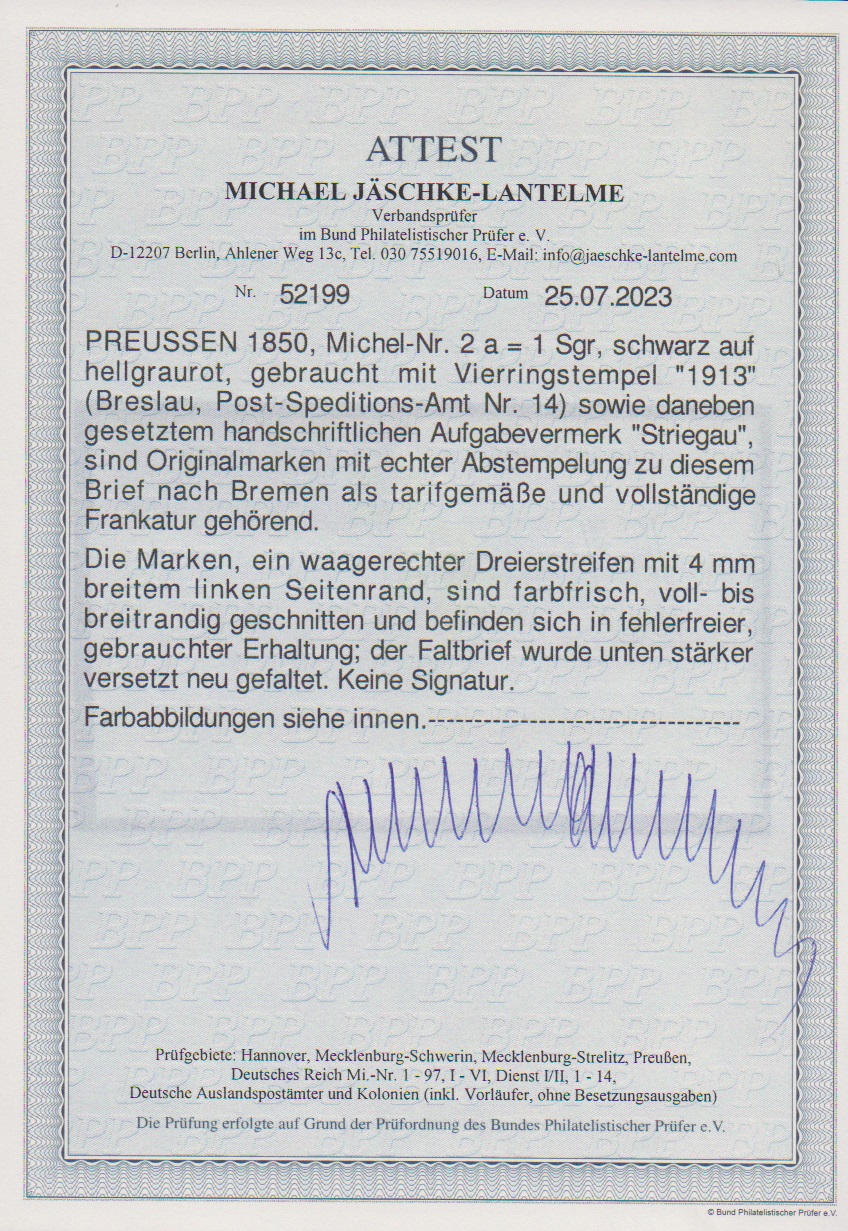 ATTEST
MICHAEL JÄSCHKE-LANTELME
Verbandsprüfer
im Bund Philatelistischer Prüfer e. V.
D-12207 Berlin, Ahlener Weg 13c, Tel. 030 75519016, E-Mail: info@jaeschke-lantelme.com
Nr. 52199 Datum 25.07.2023
PREUSSEN 1850, Michel-Nr. 2 a = 1 Sgr, schwarz auf
hellgraurot, gebraucht mit Vierringstempel "1913"
(Breslau, Post-Speditions-Amt Nr. 14) sowie daneben
gesetztem handschriftlichen Aufgabevermerk "Striegau",
sind Originalmarken mit echter Abstempelung zu diesem
Brief nach Bremen als tarifgemäße und vollständige
Frankatur gehörend.
Die Marken, ein waagerechter Dreierstreifen mit 4 mm
breitem linken Seitenrand, sind farbfrisch, voll- bis
breitrandig geschnitten und befinden sich in fehlerfreier,
gebrauchter Erhaltung; der Faltbrief wurde unten stärker
versetzt neu gefaltet. Keine Signatur.
Farbabbildungen siehe innen.----------------------------------
Prüfgebiete: Hannover, Mecklenburg-Schwerin, Mecklenburg-Strelitz, Preußen,
Deutsches Reich Mi.-Nr. 1 - 97, I - VI, Dienst I/II, 1 - 14,
Deutsche Auslandspostämter und Kolonien (inkl. Vorläufer, ohne Besetzungsausgaben)
Die Prüfung erfolgte auf Grund der Prüfordnung des Bundes Philatelistischer Prüfer e.V.
© Bund Philatelistischer Prüfer e.V.